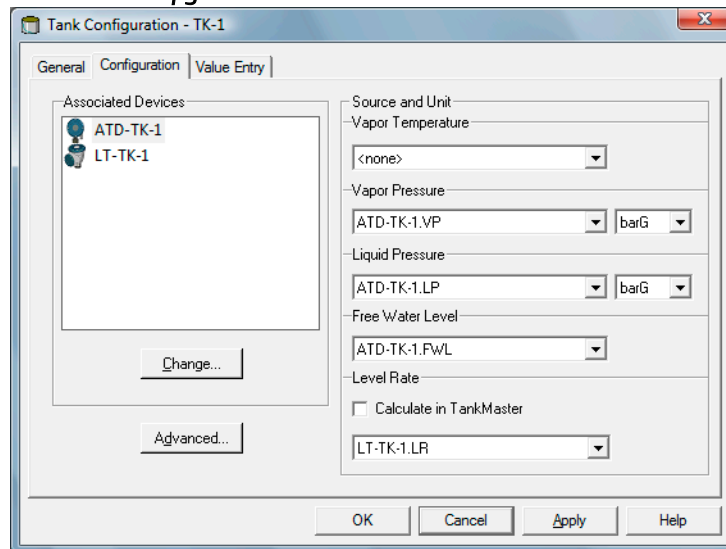 Tank Configuration - TK-1
General Configuration Value Entry
Associated Devices
ATD-TK-1
LT-TK-1
Change...
Advanced...
Source and Unit
Vapor Temperature
<none>
Vapor Pressure
ATD-TK-1.VP barG
Liquid Pressure
ATD-TK-1.LP barG
Free Water Level
ATD-TK-1.FWL
Level Rate
Calculate in TankMaster
LT-TK-1.LR
OK Cancel Apply Help